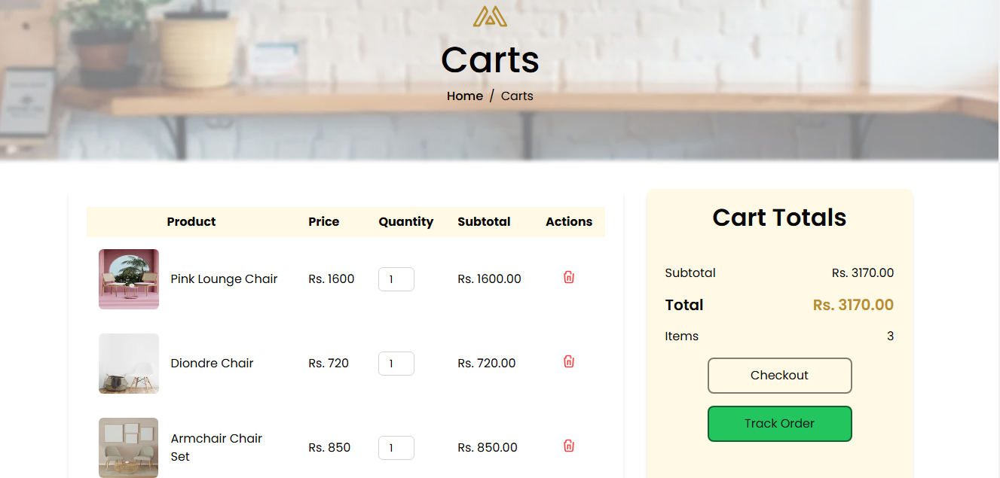 Carts
Home / Carts
Product Price Quantity Subtotal Actions
Pink Lounge Chair Rs. 1600 1 Rs. 1600.00
Diondre Chair Rs. 720 1 Rs. 720.00
Armchair Chair
Set Rs. 850 1 Rs. 850.00
Cart Totals
Subtotal Rs. 3170.00
Total Rs. 3170.00
Items 3
Checkout
Track Order